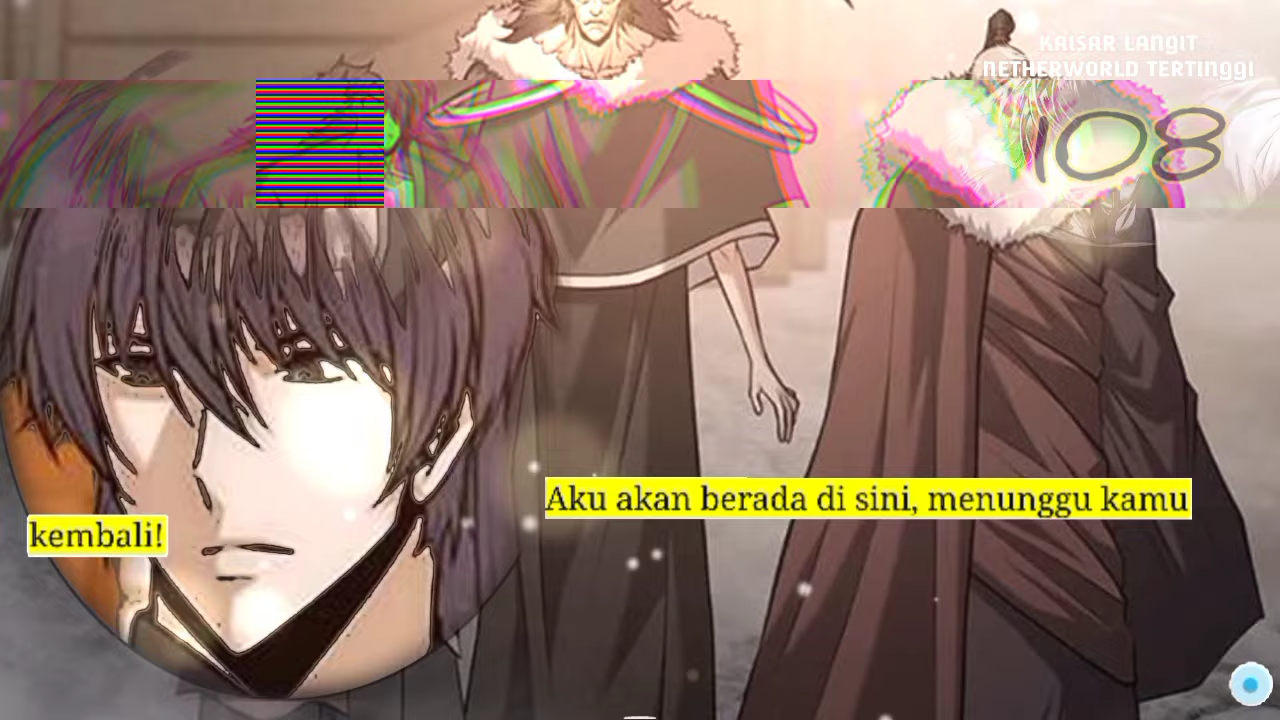 KAISAR LANGIT
NETHERWORLD TERTINGGI
108
Aku akan berada di sini, menunggu kamu
kembali!